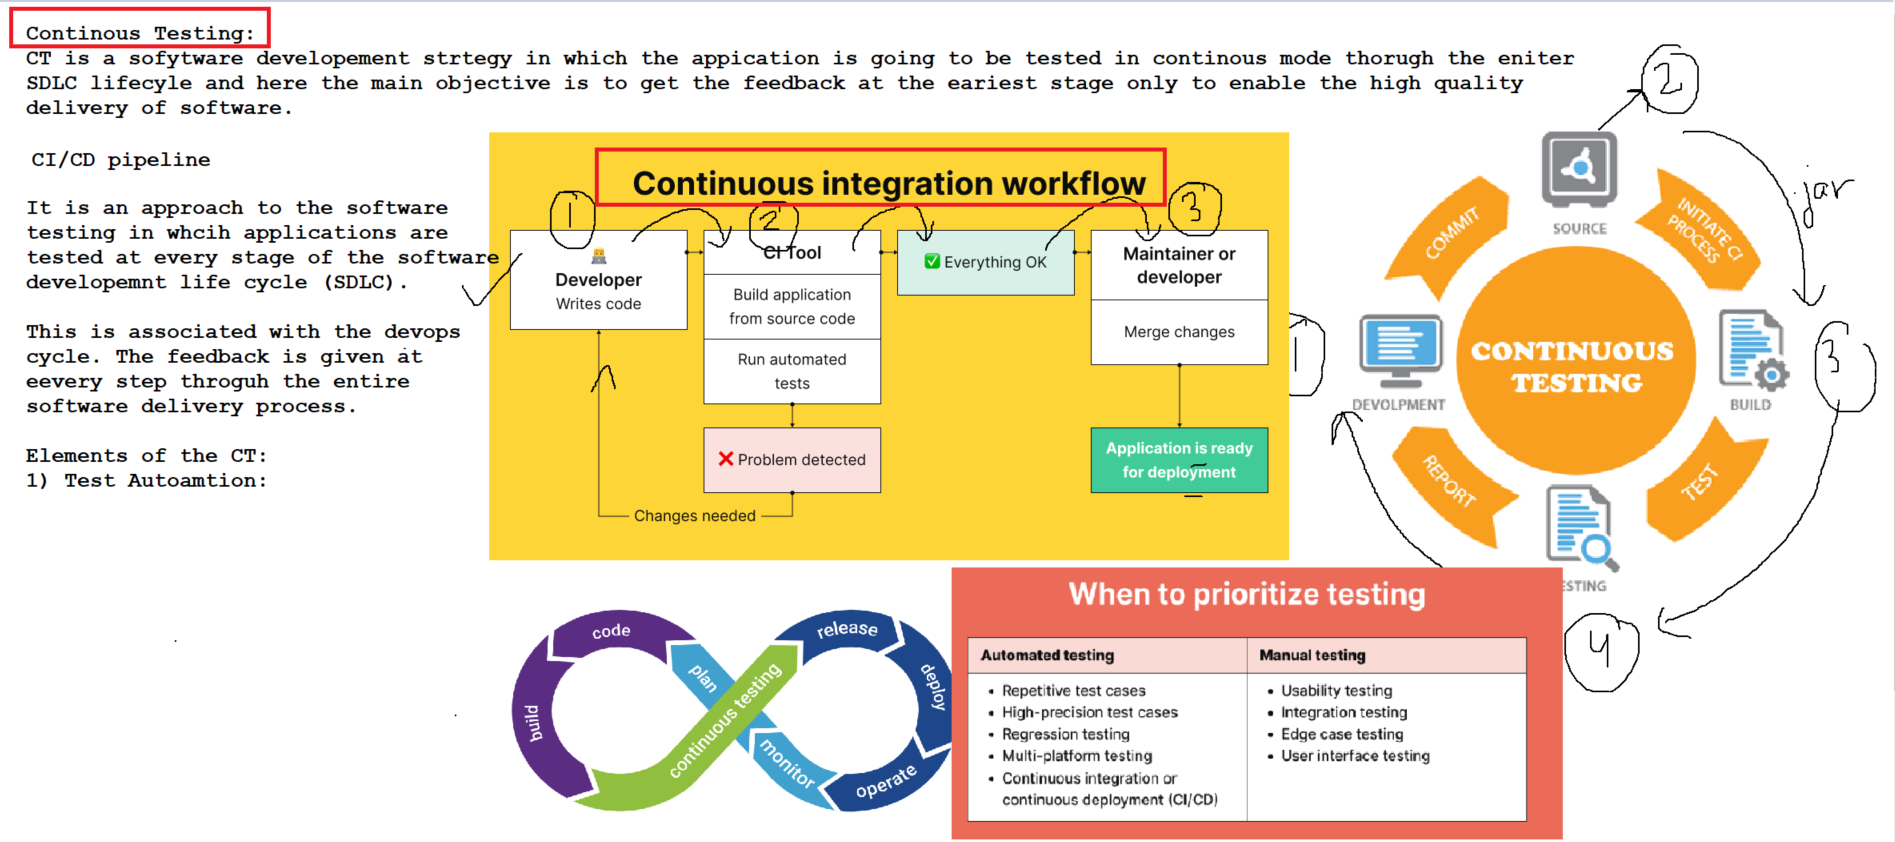 Continous Testing:
CT is a sofytware developement strtegy in which the appication is going to be tested in continous mode thorugh the eniter
SDLC lifecyle and here the main objective is to get the feedback at the eariest stage only to enable the high quality
delivery of software.
CI/CD pipeline
It is an approach to the software
testing in whcih applications are
tested at every stage of the software
developemnt life cycle (SDLC).
This is associated with the devops
cycle. The feedback is given at
eevery step throguh the entire
software delivery process.
Elements of the CT:
1) Test Autoamtion:
Continuous integration workflow
1
2
3
Developer
Writes code
CI Tool
Build application
from source code
Run automated
tests
Everything OK
Maintainer or
developer
Merge changes
Problem detected
Changes needed
Application is ready
for deployment
2
jar
SOURCE
COMMIT
INITIATE CI
PROCESS
1
CONTINUOUS
TESTING
3
DEVOLPMENT
BUILD
REPORT
TEST
ESTING
4
code
plan
build
continuous testing
monitor
release
deploy
operate
When to prioritize testing
Automated testing
• Repetitive test cases
• High-precision test cases
• Regression testing
• Multi-platform testing
• Continuous integration or
continuous deployment (CI/CD)
Manual testing
• Usability testing
• Integration testing
• Edge case testing
• User interface testing